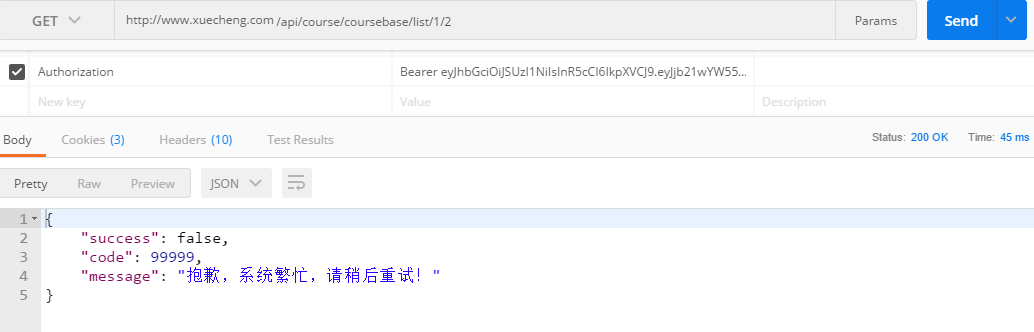 GET http://www.xuecheng.com /api/course/coursebase/list/1/2 Params Send
Authorization Bearer eyJhbGciOiJSUzI1NiIsInR5cCI6IkpXVCJ9.eyJjb21wYW55...
New key Value Description
Body Cookies (3) Headers (10) Test Results Status: 200 OK Time: 45 ms
Pretty Raw Preview JSON
1 {
2 "success": false,
3 "code": 99999,
4 "message": "抱歉，系统繁忙，请稍后重试！"
5 }